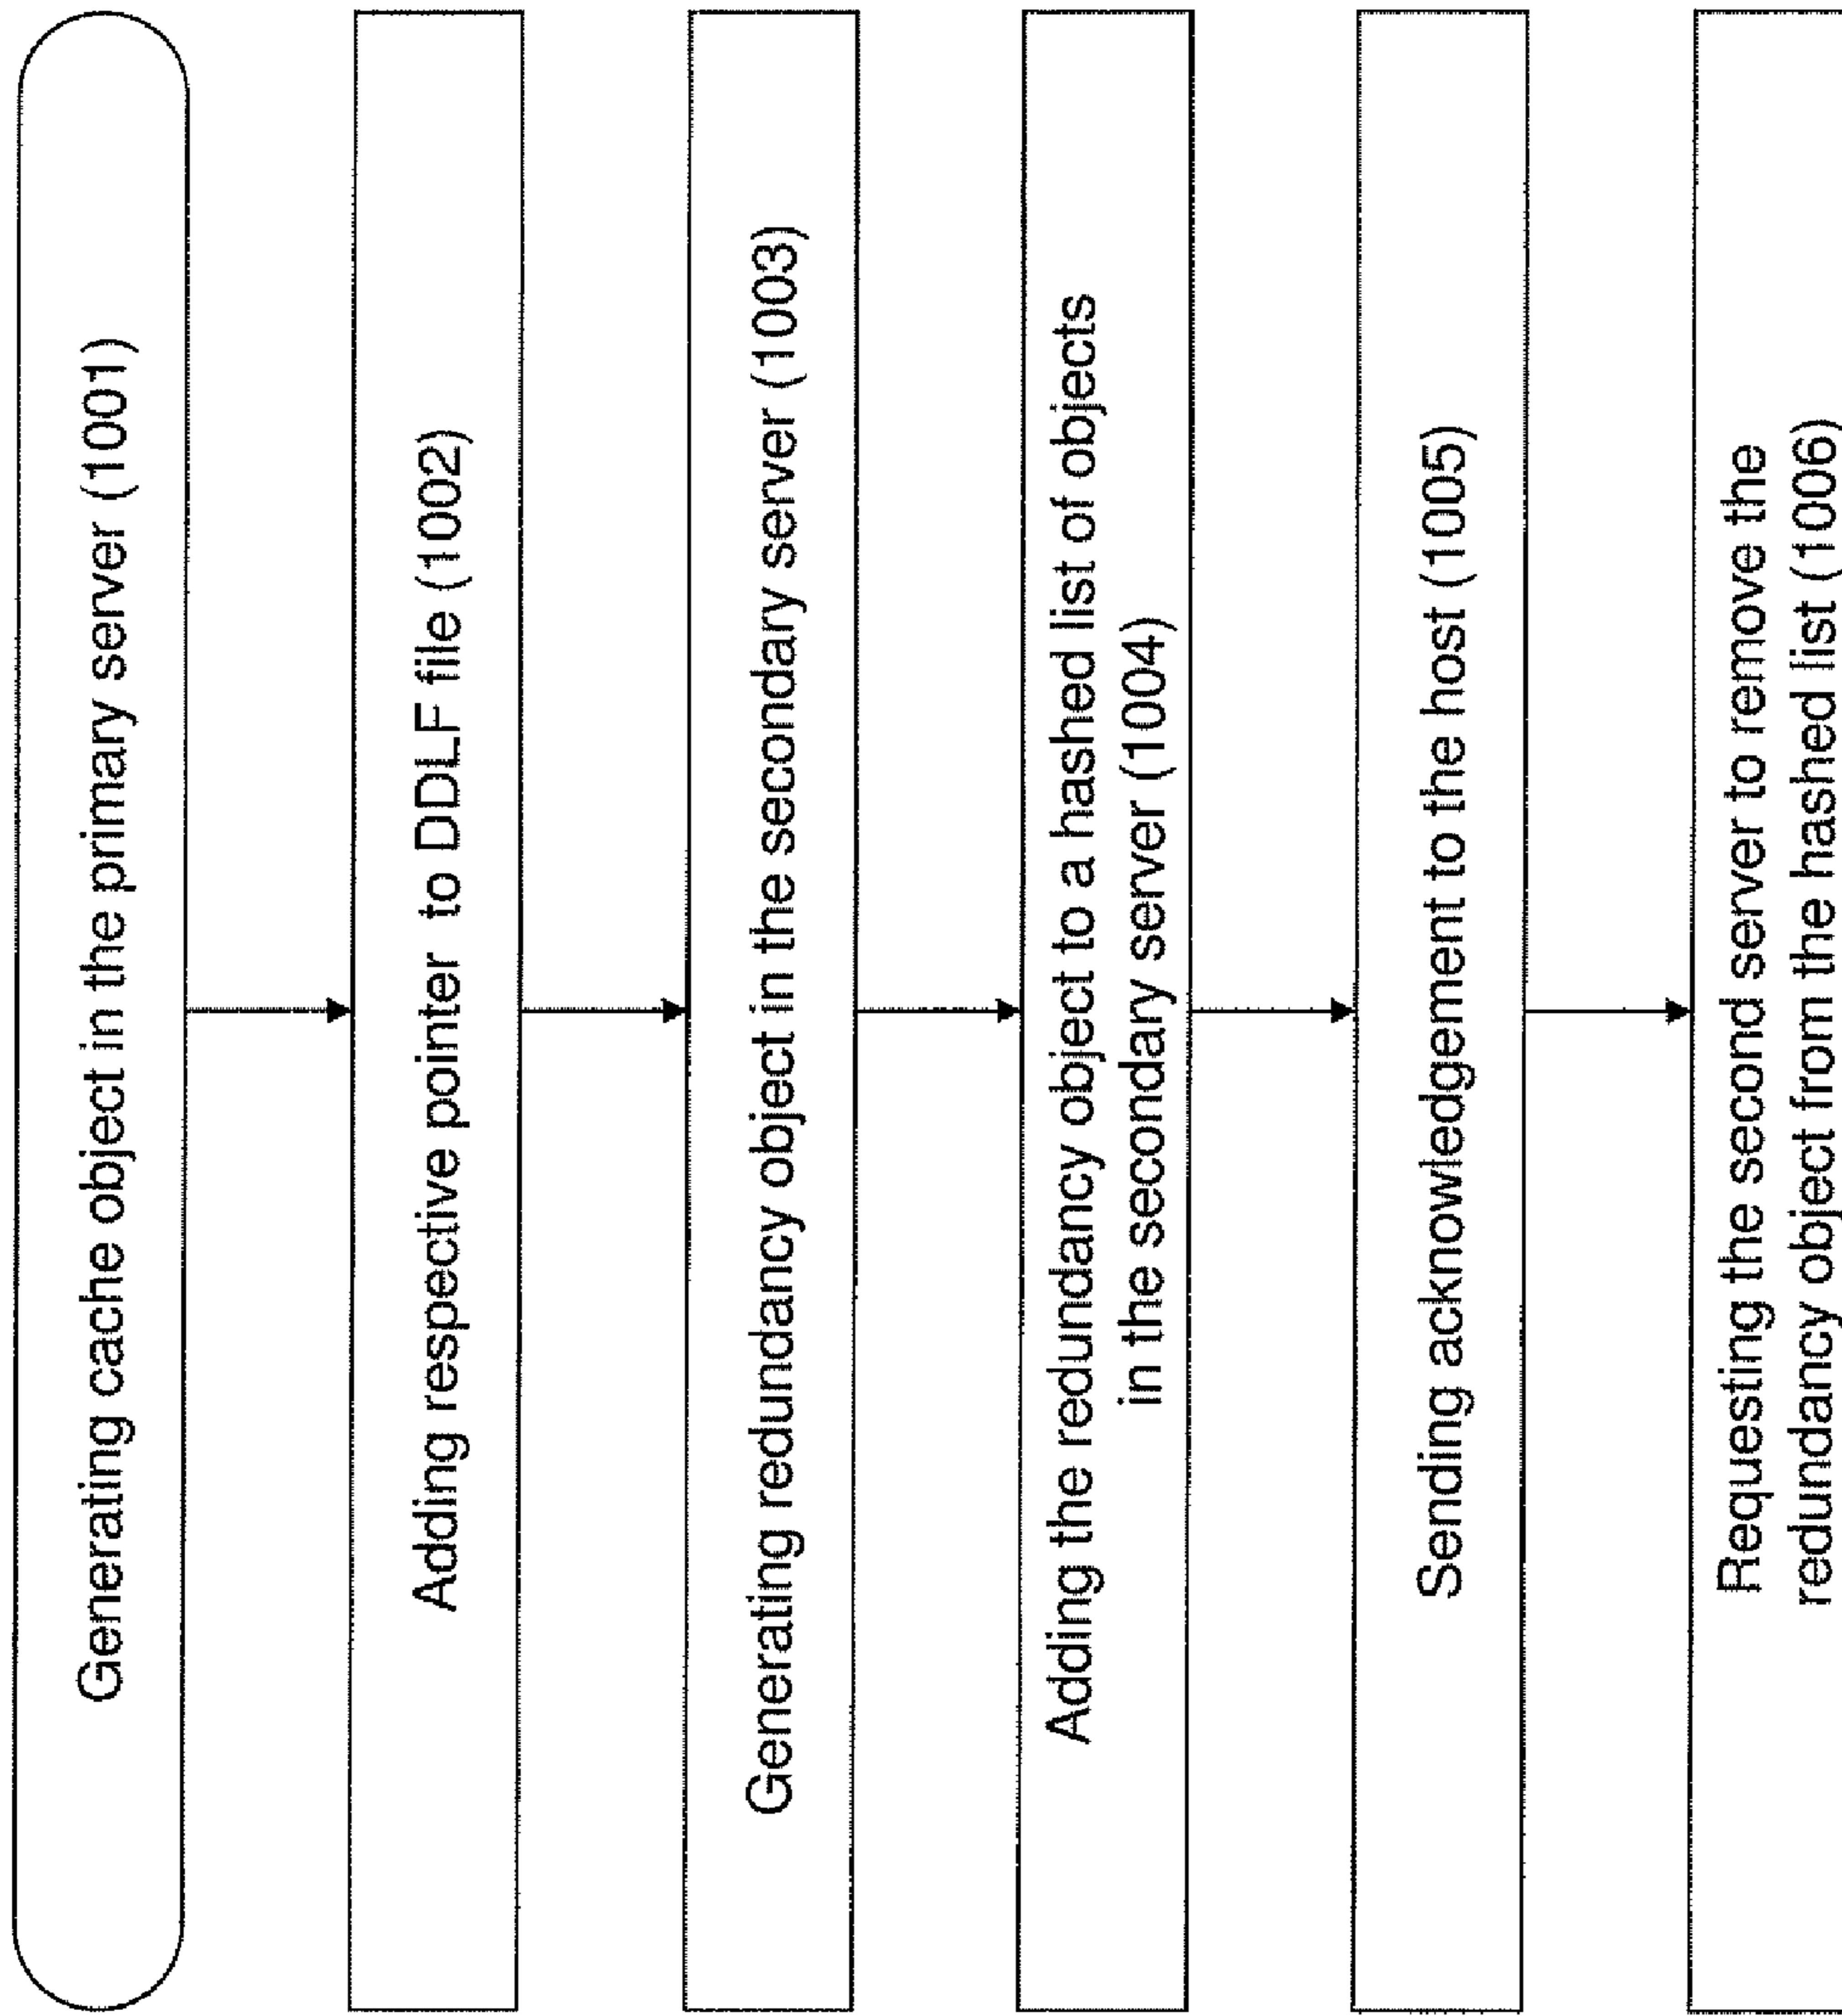 Generating cache object in the primary server (1001)
Adding respective pointer to DDLF file (1002)
Generating redundancy object in the secondary server (1003)
Adding the redundancy object to a hashed list of objects
in the secondary server (1004)
Sending acknowledgement to the host (1005)
Requesting the second server to remove the
redundancy object from the hashed list (1006)